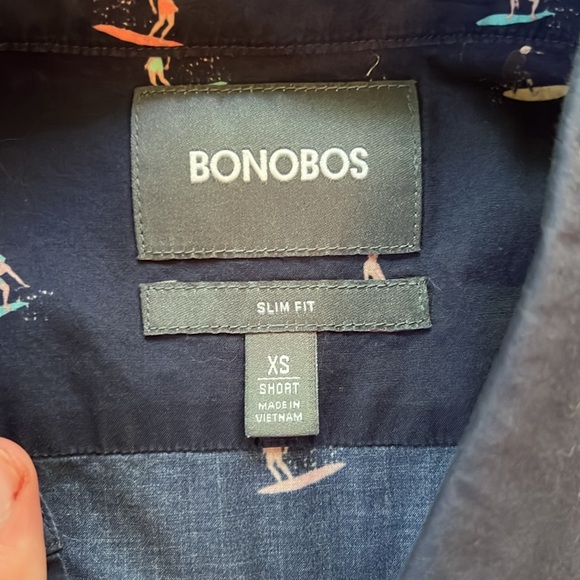 BONOBOS
SLIM FIT
XS
SHORT
MADE IN
VIETNAM